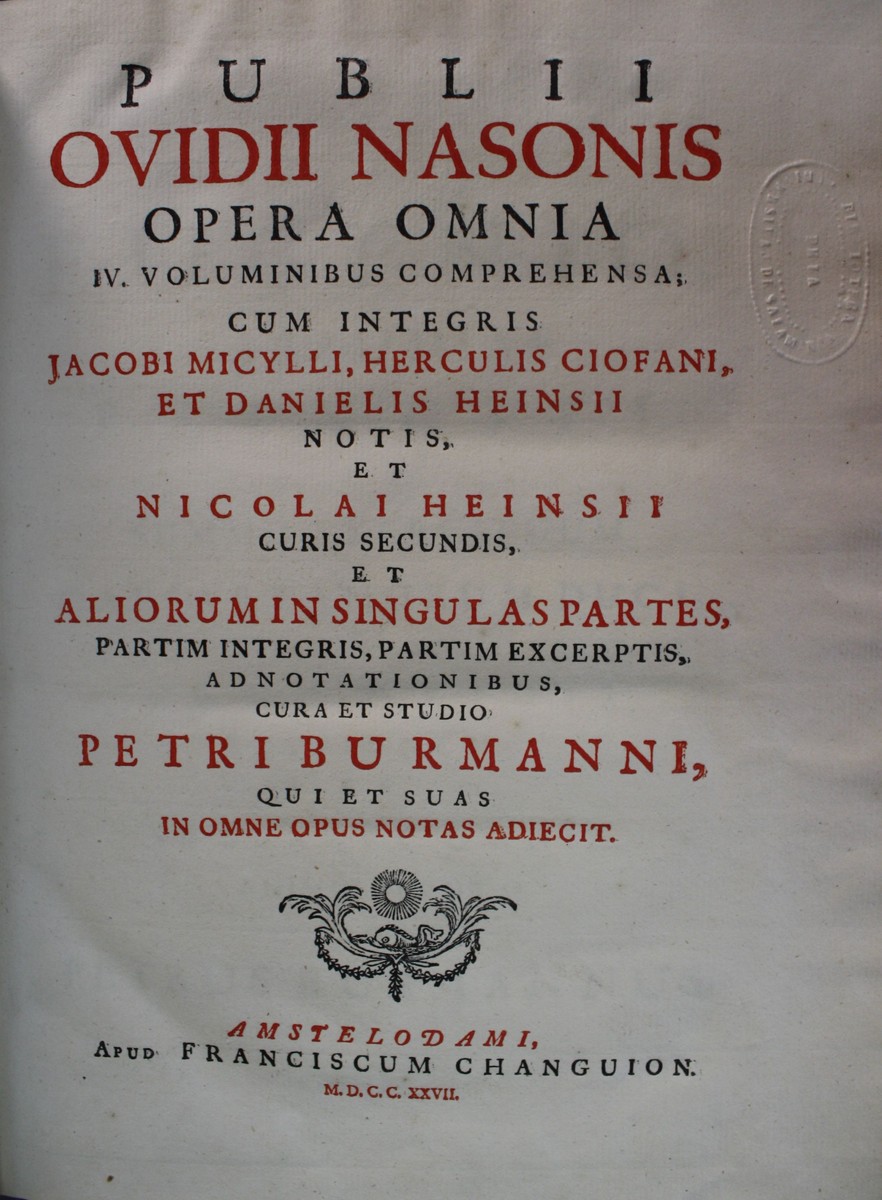 PUBLII
OVIDII NASONIS
OPERA OMNIA
IV. VOLUMINIBUS COMPREHENSA;
CUM INTEGRIS
JACOBI MICYLLI, HERCULIS CIOFANI,
ET DANIELIS HEINSII
NOTIS,
ET
NICOLAI HEINSII
CURIS SECUNDIS,
ET
ALIORUM IN SINGULAS PARTES,
PARTIM INTEGRIS, PARTIM EXCERPTIS,
ADNOTATIONIBUS,
CURA ET STUDIO
PETRI BURMANNI,
QUI ET SUAS
IN OMNE OPUS NOTAS ADIECIT.
AMSTELODAMI,
APUD FRANCISCUM CHANGUION.
M. D. C. C. XXVII.